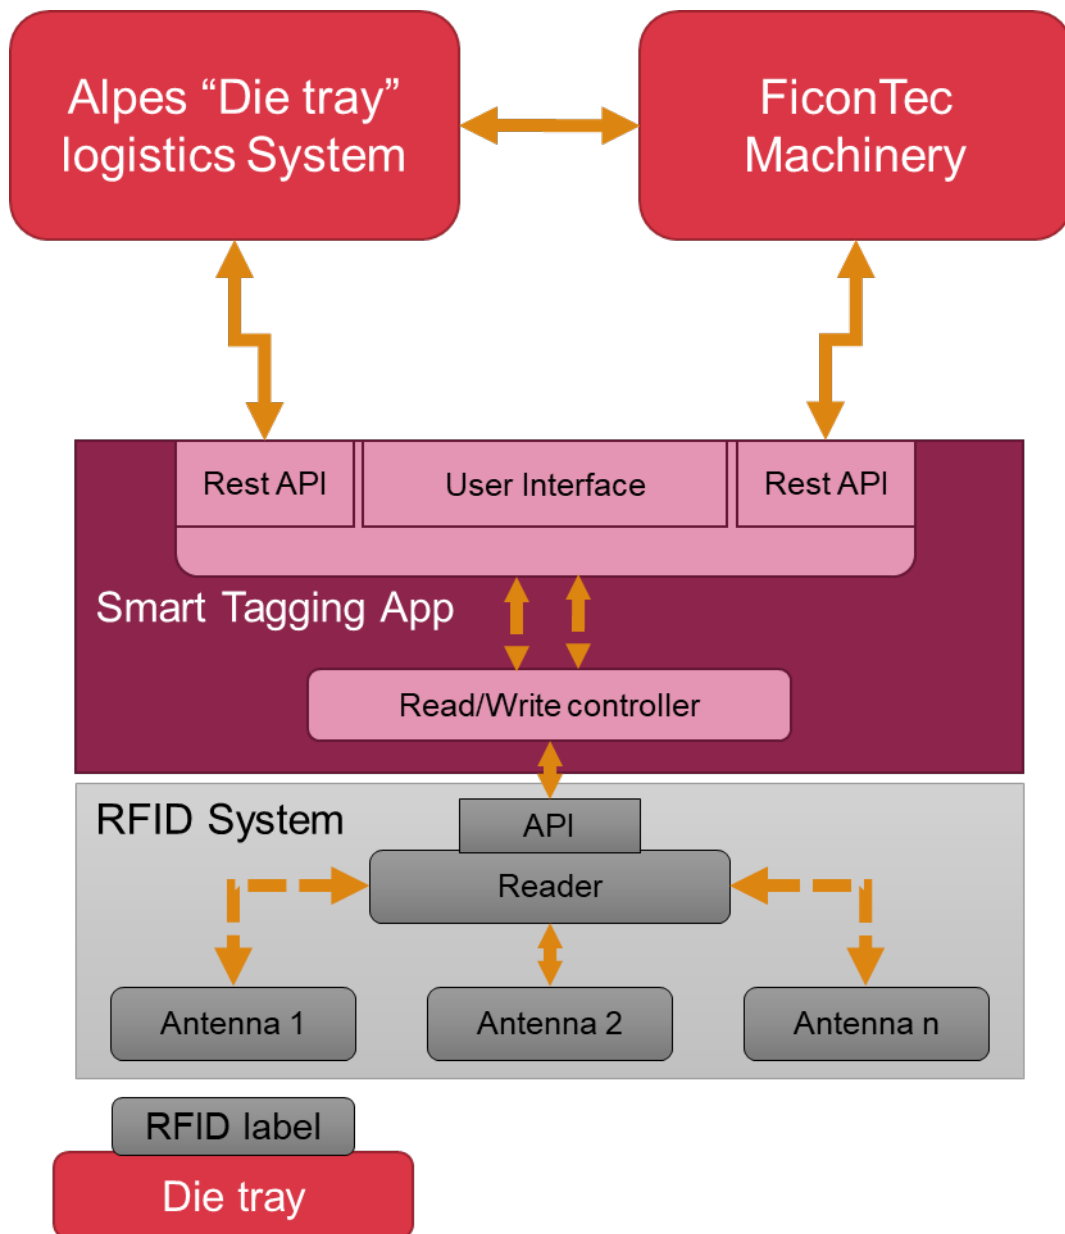 Alpes “Die tray”
logistics System
FiconTec
Machinery
Rest API
User Interface
Rest API
Smart Tagging App
Read/Write controller
RFID System
API
Reader
Antenna 1
Antenna 2
Antenna n
RFID label
Die tray